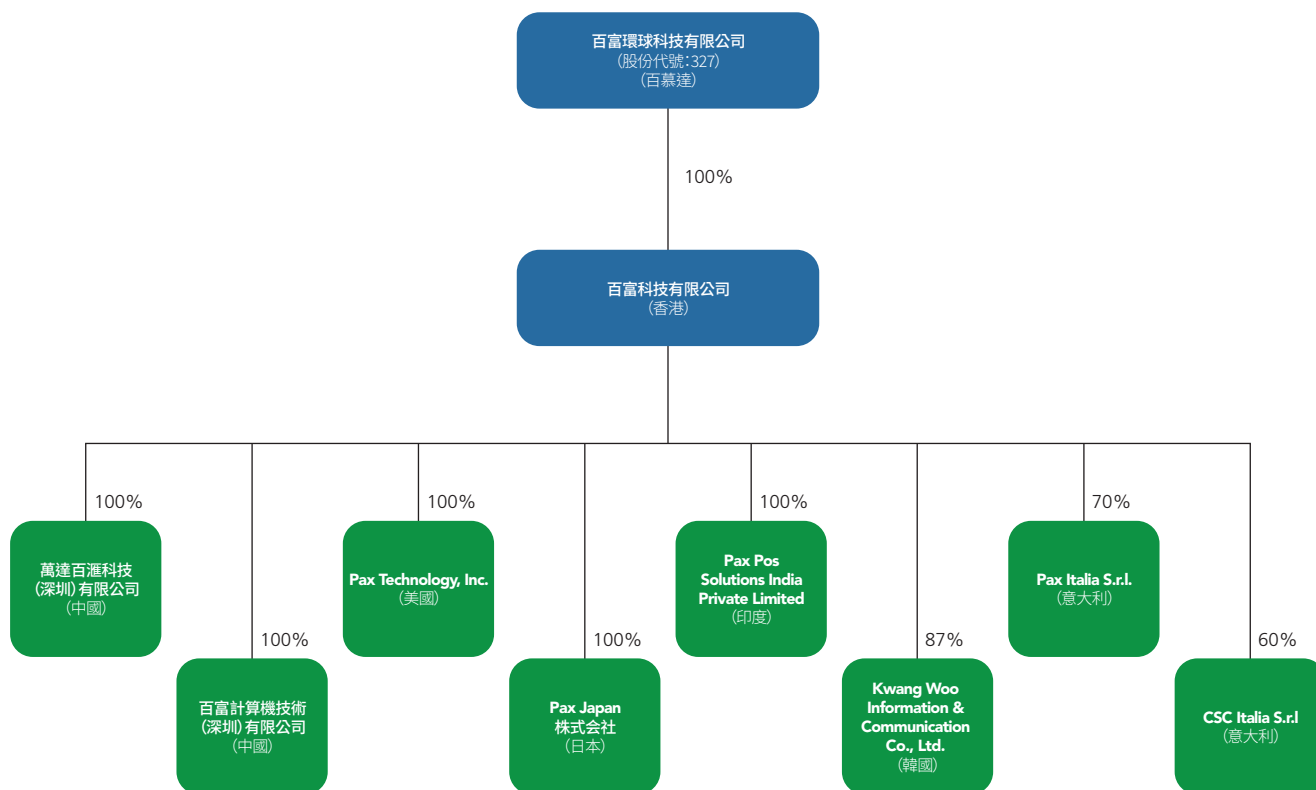 百富環球科技有限公司
(股份代號:327)
(百慕達)
100%
百富科技有限公司
(香港)
100%
萬達百滙科技
(深圳)有限公司
(中國)
100%
百富計算機技術
(深圳)有限公司
(中國)
100%
Pax Technology, Inc.
(美國)
100%
Pax Japan
株式会社
(日本)
100%
Pax Pos
Solutions India
Private Limited
(印度)
87%
Kwang Woo
Information &
Communication
Co., Ltd.
(韓國)
70%
Pax Italia S.r.l.
(意大利)
60%
CSC Italia S.r.l
(意大利)